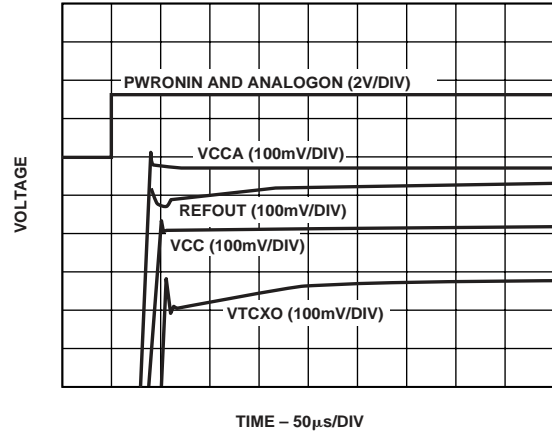 PWRONIN AND ANALOGON (2V/DIV)
VCCA (100mV/DIV)
REFOUT (100mV/DIV)
VCC (100mV/DIV)
VTCXO (100mV/DIV)
VOLTAGE
TIME – 50μs/DIV